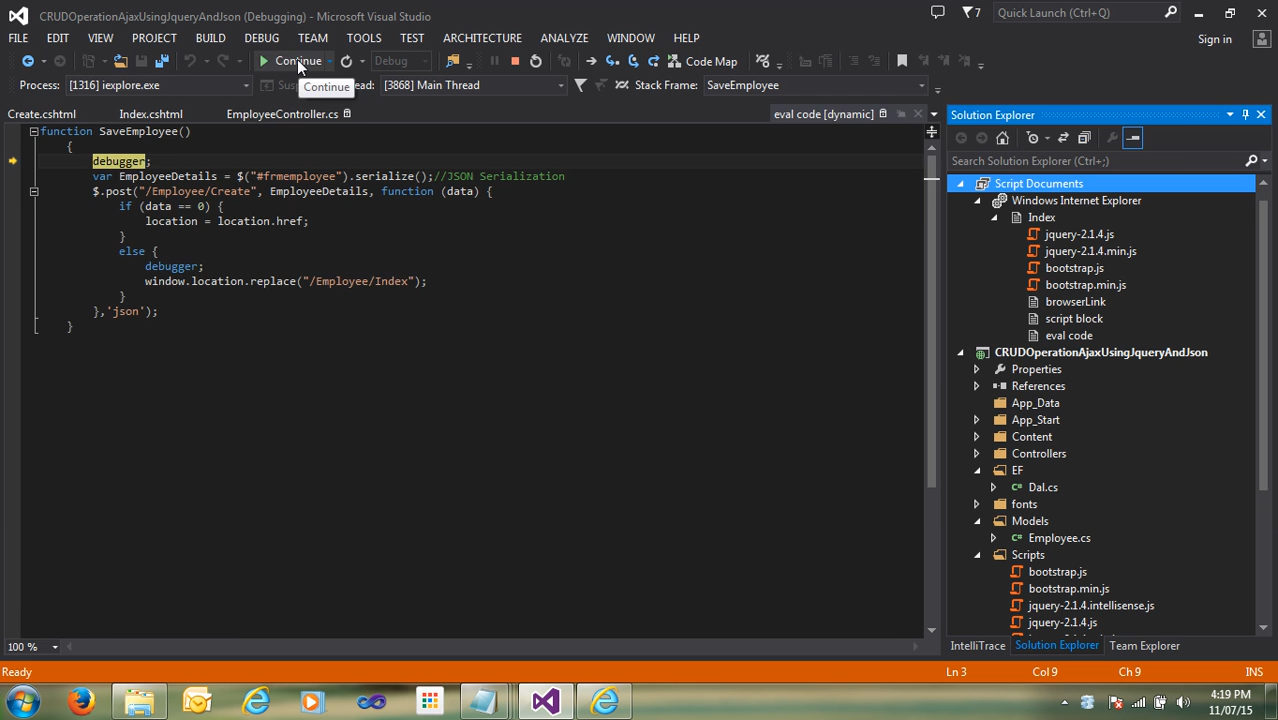 CRUDOperationAjaxUsingJqueryAndJson (Debugging) - Microsoft Visual Studio
7
Quick Launch (Ctrl+Q)
FILE EDIT VIEW PROJECT BUILD DEBUG TEAM TOOLS TEST ARCHITECTURE ANALYZE WINDOW HELP
Sign in
Continue
Debug
Code Map
Process: [1316] iexplore.exe
[3868] Main Thread
Stack Frame: SaveEmployee
Continue
Create.cshtml Index.cshtml EmployeeController.cs
eval code [dynamic]
function SaveEmployee()
{
debugger;
var EmployeeDetails = $("#frmemployee").serialize();//JSON Serialization
$.post("/Employee/Create", EmployeeDetails, function (data) {
if (data == 0) {
location = location.href;
}
else {
debugger;
window.location.replace("/Employee/Index");
}
},'json');
}
100 %
Solution Explorer
Search Solution Explorer (Ctrl+;)
Script Documents
Windows Internet Explorer
Index
jquery-2.1.4.js
jquery-2.1.4.min.js
bootstrap.js
bootstrap.min.js
browserLink
script block
eval code
CRUDOperationAjaxUsingJqueryAndJson
Properties
References
App_Data
App_Start
Content
Controllers
EF
Dal.cs
fonts
Models
Employee.cs
Scripts
bootstrap.js
bootstrap.min.js
jquery-2.1.4.intellisense.js
jquery-2.1.4.js
IntelliTrace Solution Explorer Team Explorer
Ready
Ln 3 Col 9 Ch 9 INS
4:19 PM
11/07/15